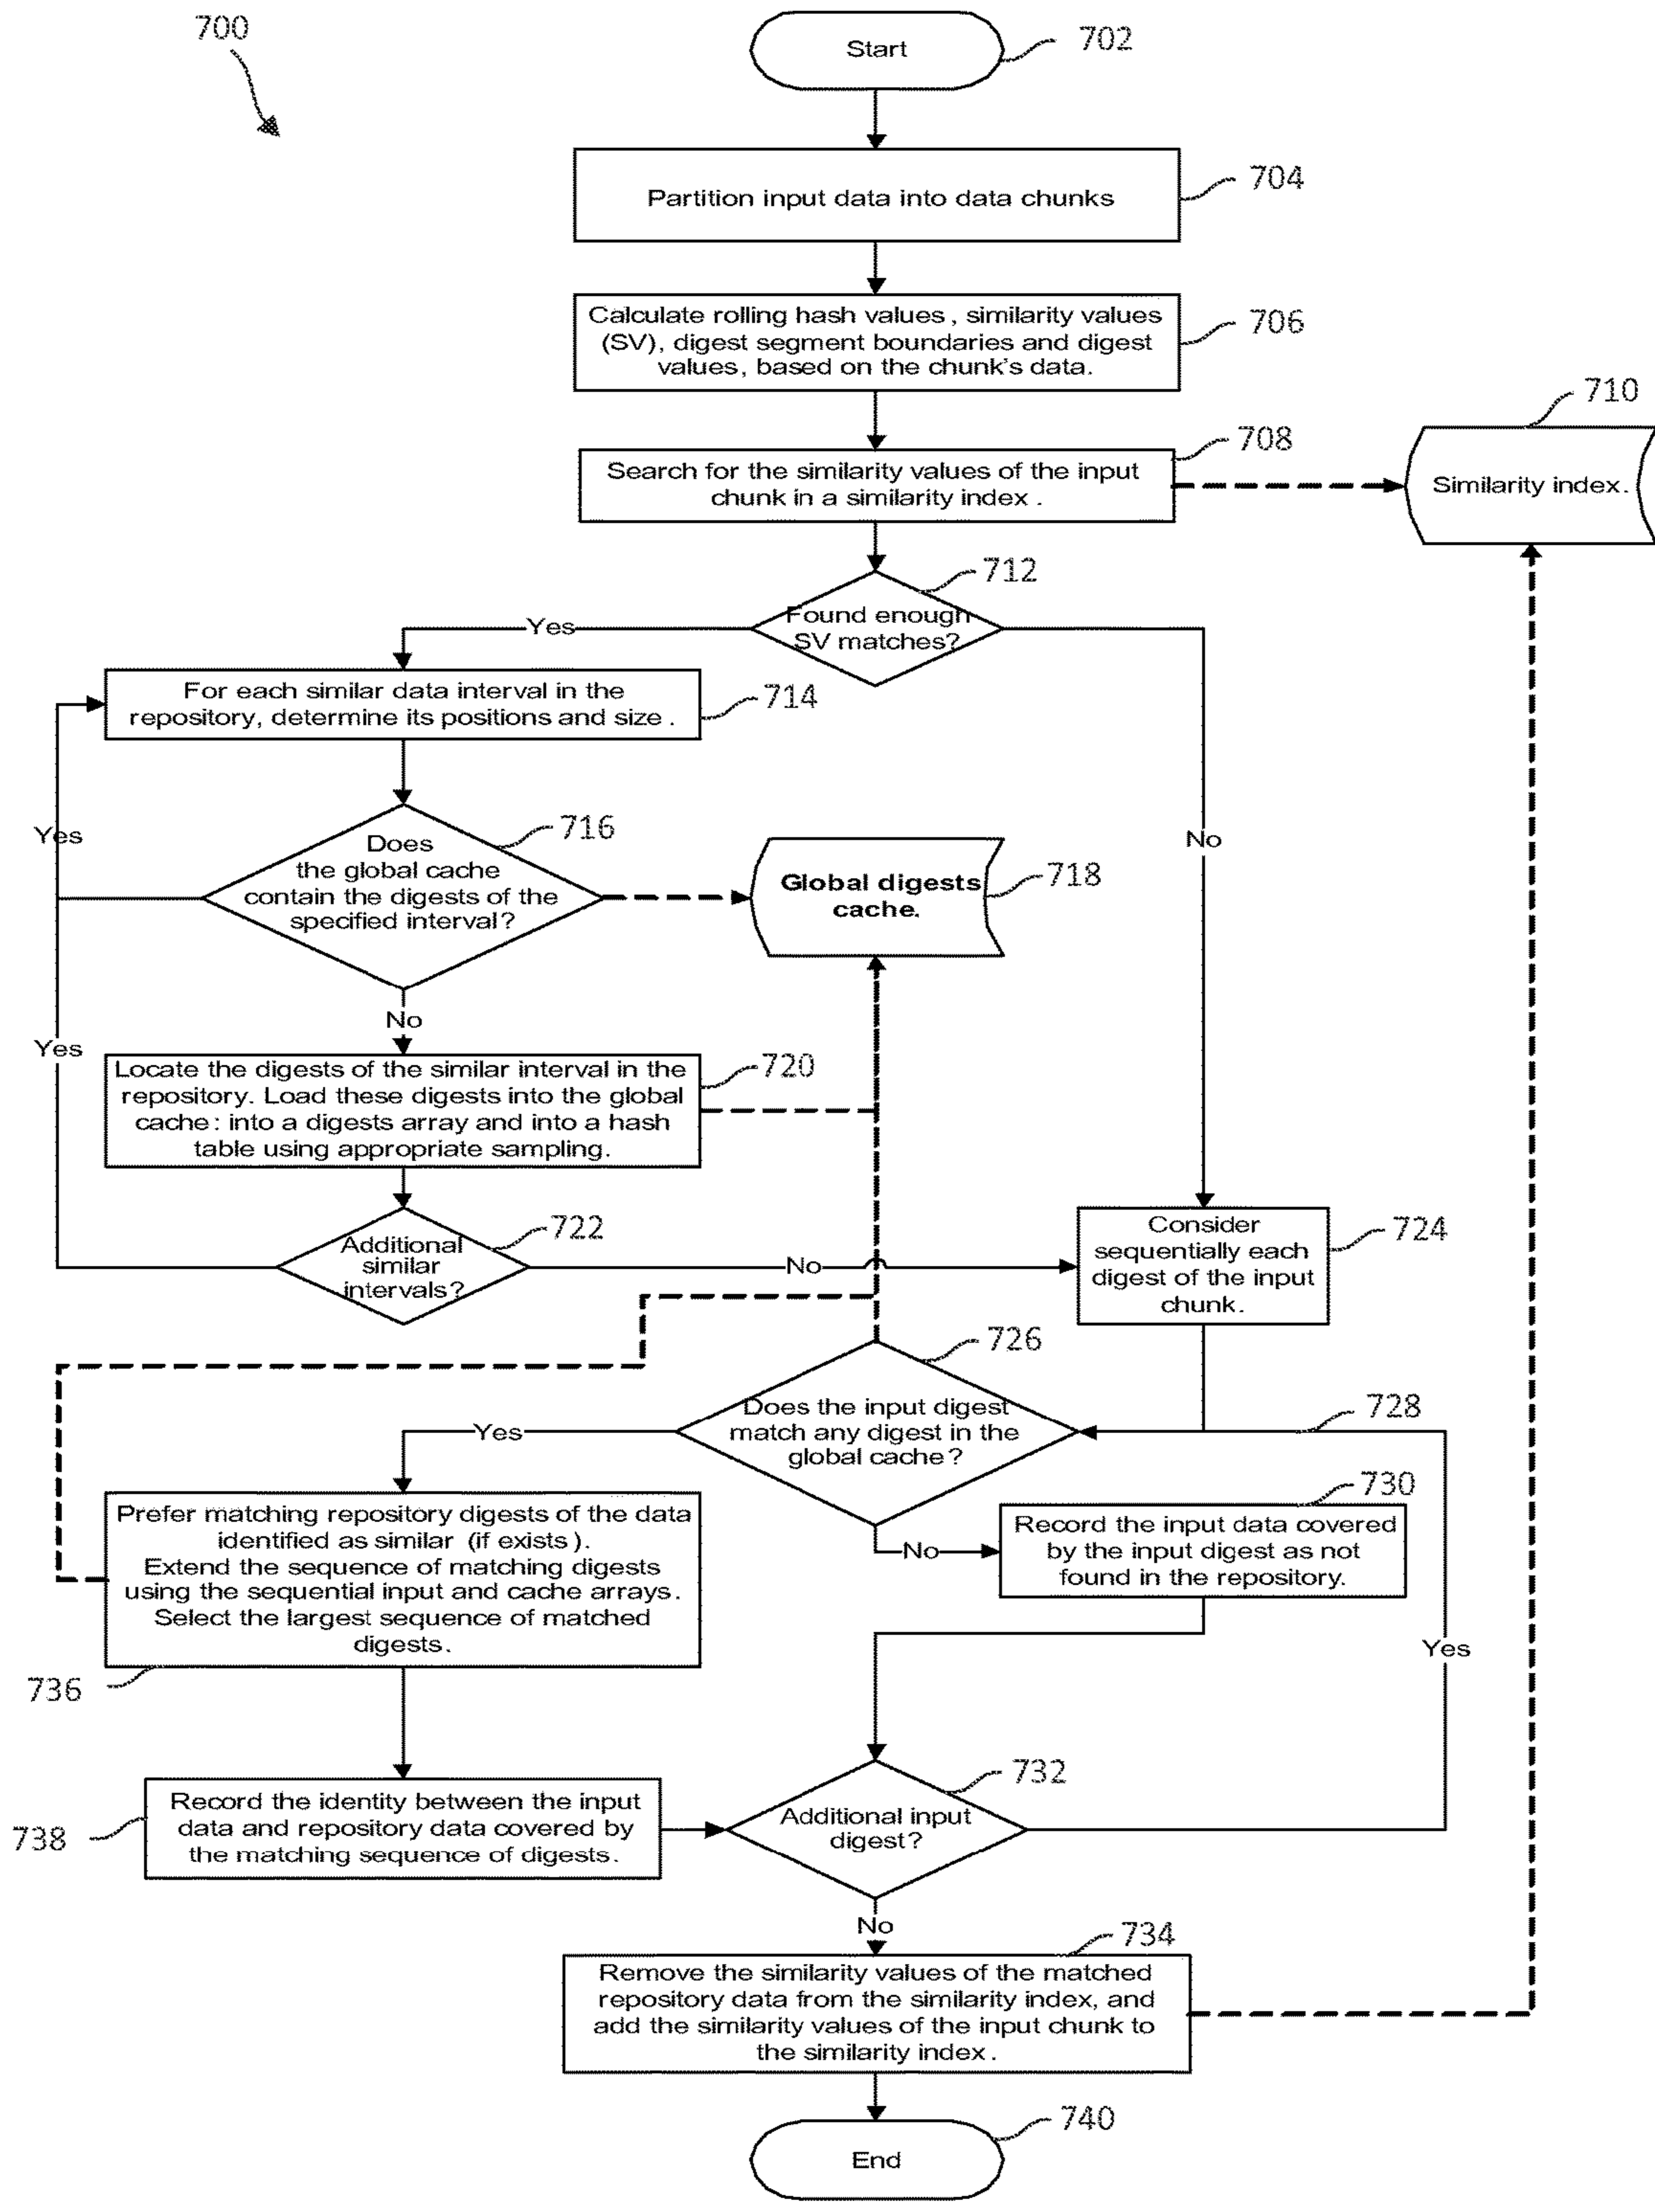 700
Start
702
Partition input data into data chunks
704
Calculate rolling hash values , similarity values
(SV), digest segment boundaries and digest
values, based on the chunk's data.
706
Search for the similarity values of the input
chunk in a similarity index .
708
710
Similarity index.
712
Found enough
SV matches?
Yes
No
For each similar data interval in the
repository, determine its positions and size .
714
Does
the global cache
contain the digests of the
specified interval?
716
Yes
Global digests
cache.
718
No
Yes
Locate the digests of the similar interval in the
repository. Load these digests into the global
cache: into a digests array and into a hash
table using appropriate sampling.
720
Additional
similar
intervals?
722
No
Consider
sequentially each
digest of the input
chunk.
724
726
Does the input digest
match any digest in the
global cache?
Yes
728
No
730
Record the input data covered
by the input digest as not
found in the repository.
Prefer matching repository digests of the data
identified as similar (if exists).
Extend the sequence of matching digests
using the sequential input and cache arrays.
Select the largest sequence of matched
digests.
736
Yes
Record the identity between the input
data and repository data covered by
the matching sequence of digests.
738
732
Additional input
digest?
No
734
Remove the similarity values of the matched
repository data from the similarity index, and
add the similarity values of the input chunk to
the similarity index.
740
End